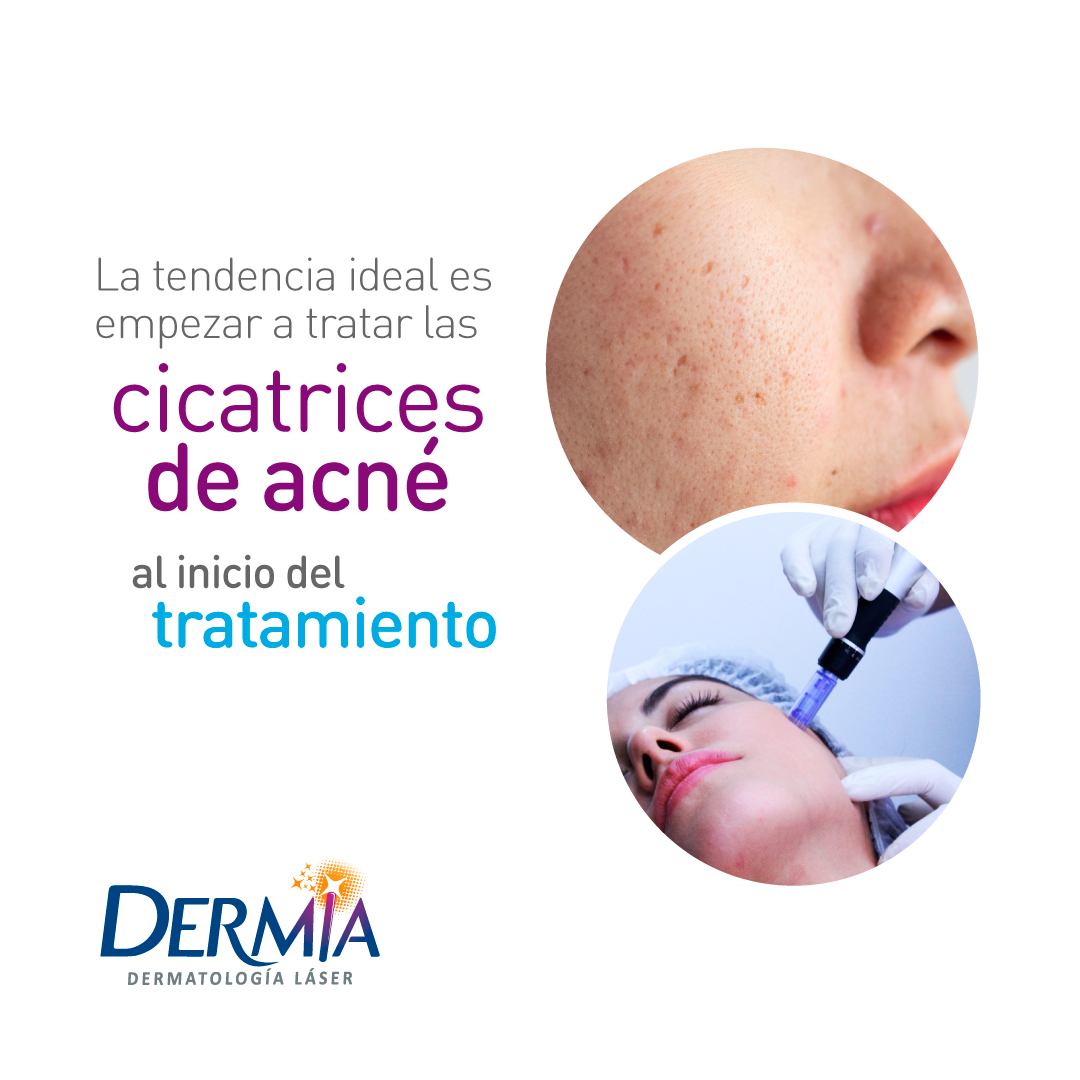 La tendencia ideal es
empezar a tratar las
cicatrices
de acné
al inicio del
tratamiento
DERMIA
DERMATOLOGÍA LÁSER